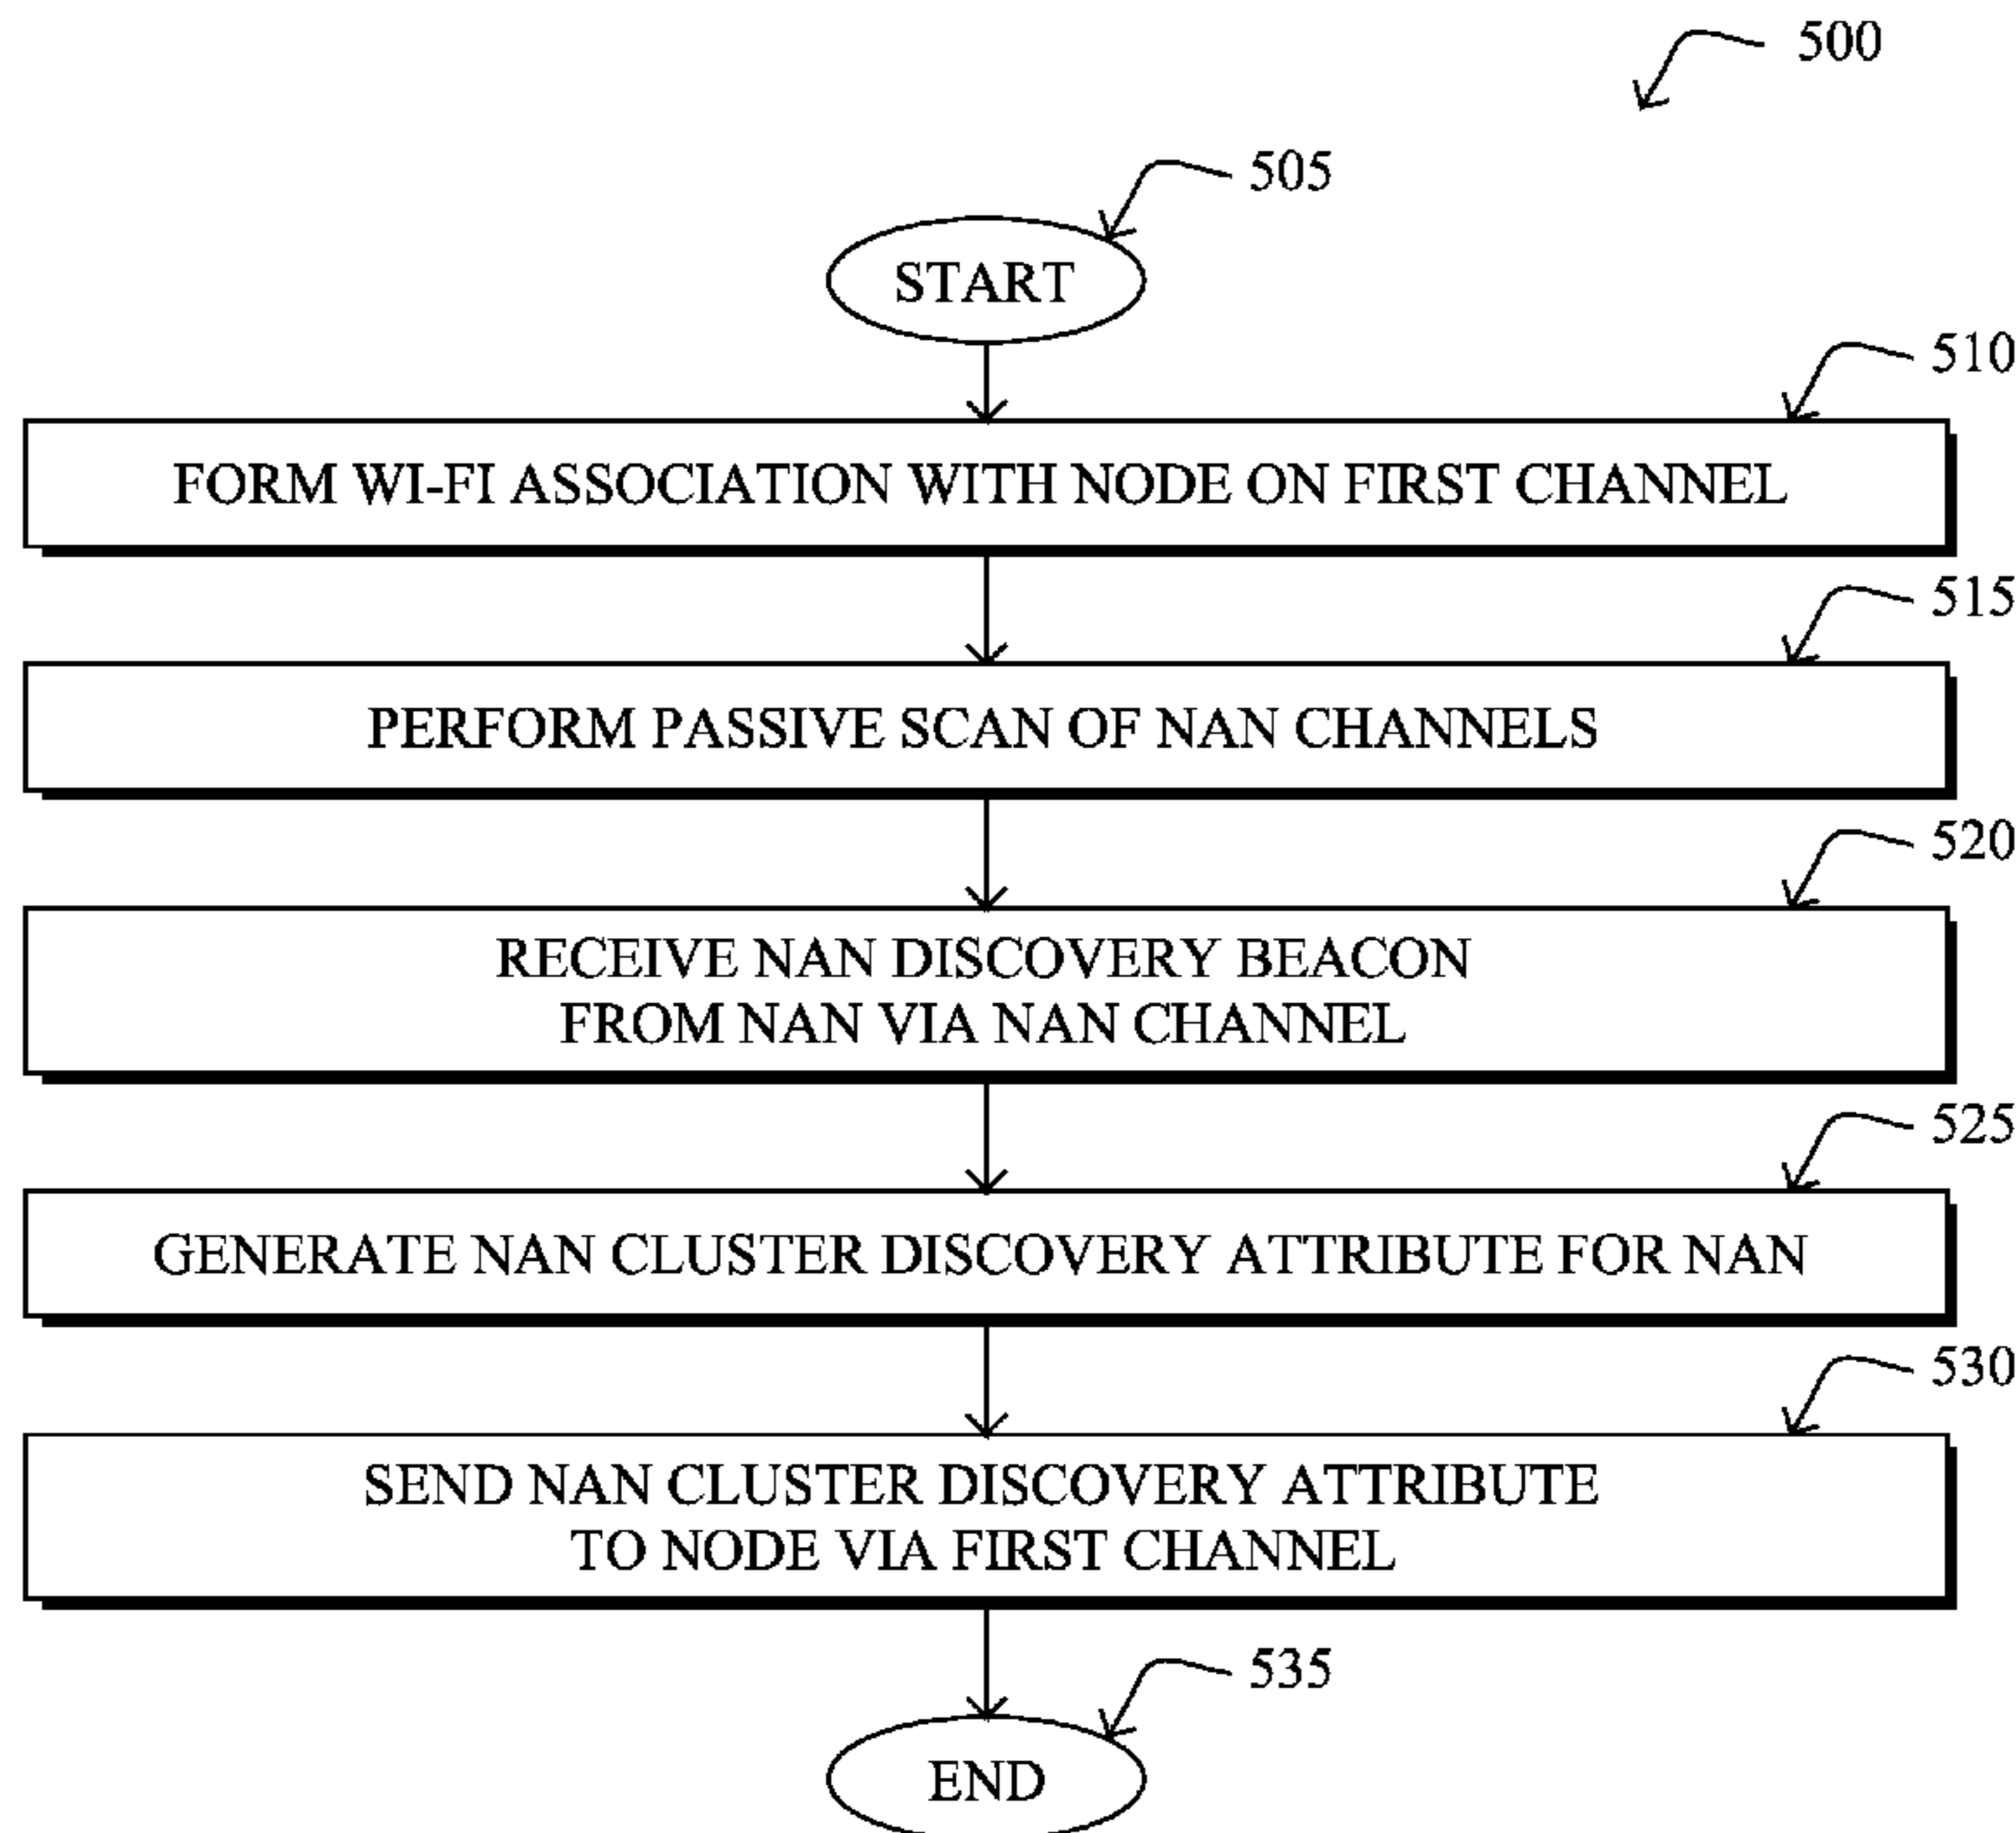 500
505
START
510
FORM WI-FI ASSOCIATION WITH NODE ON FIRST CHANNEL
515
PERFORM PASSIVE SCAN OF NAN CHANNELS
520
RECEIVE NAN DISCOVERY BEACON
FROM NAN VIA NAN CHANNEL
525
GENERATE NAN CLUSTER DISCOVERY ATTRIBUTE FOR NAN
530
SEND NAN CLUSTER DISCOVERY ATTRIBUTE
TO NODE VIA FIRST CHANNEL
535
END